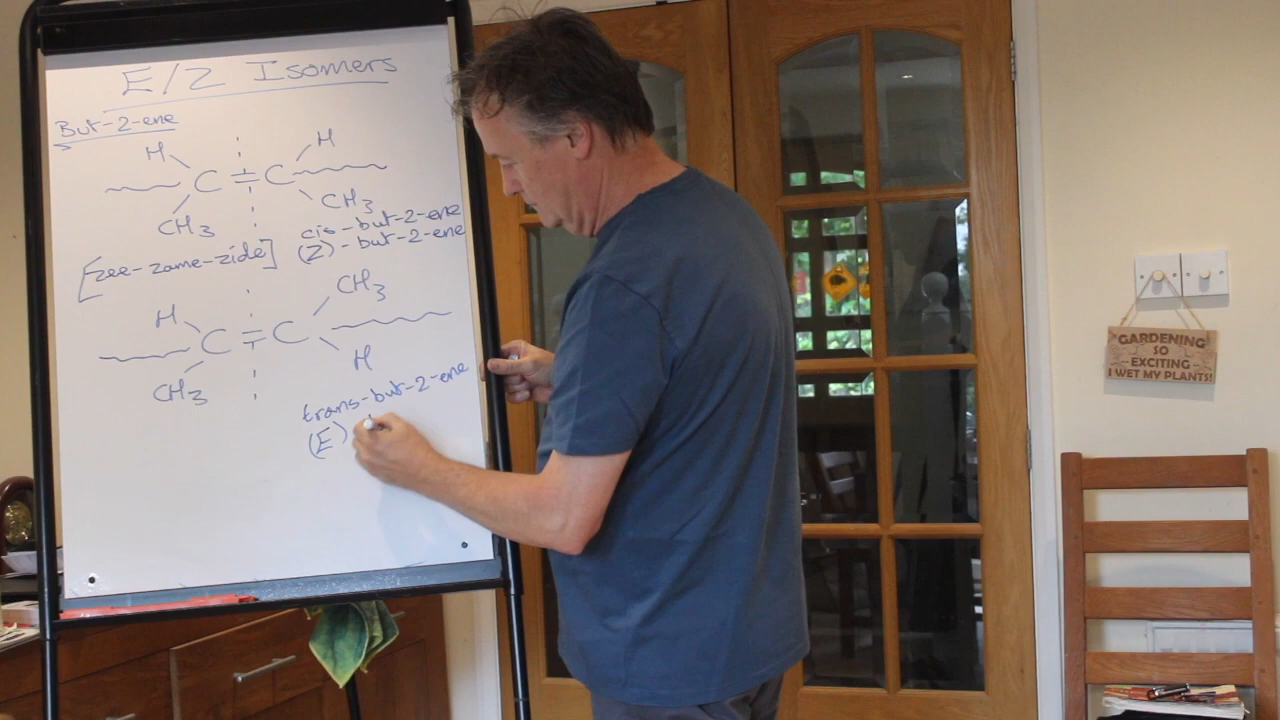 E/Z Isomers
But-2-ene
H H
C = C
CH3 CH3
cis-but-2-ene
[zee-zame-zide] (Z)-but-2-ene
H CH3
C = C
CH3 H
trans-but-2-ene
(E)
GARDENING
SO
EXCITING
I WET MY PLANTS!